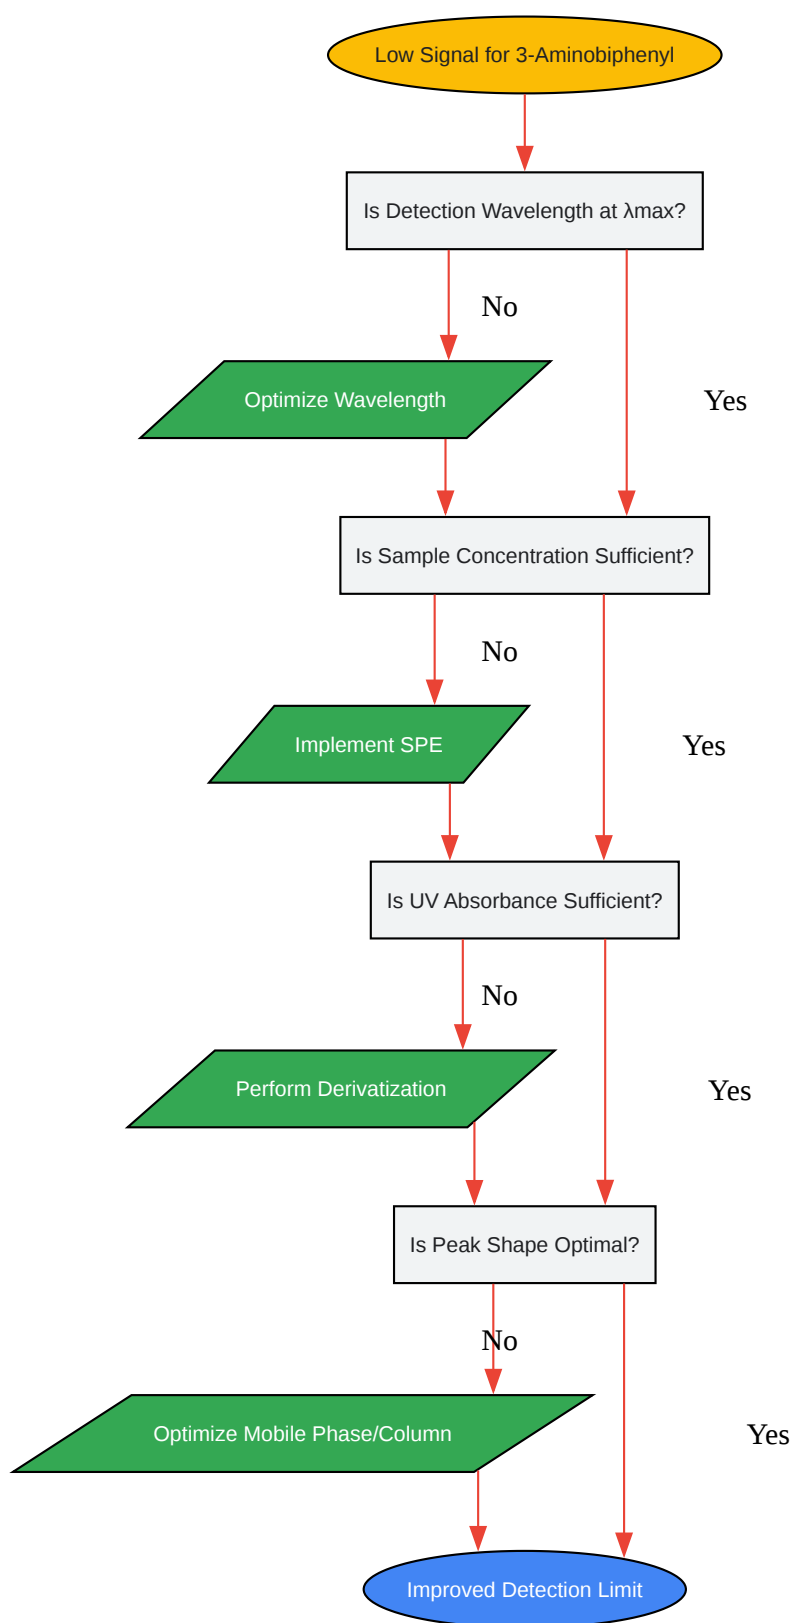 Low Signal for 3-Aminobiphenyl
Is Detection Wavelength at λmax?
No
Optimize Wavelength
Yes
Is Sample Concentration Sufficient?
No
Implement SPE
Yes
Is UV Absorbance Sufficient?
No
Perform Derivatization
Yes
Is Peak Shape Optimal?
No
Optimize Mobile Phase/Column
Yes
Improved Detection Limit